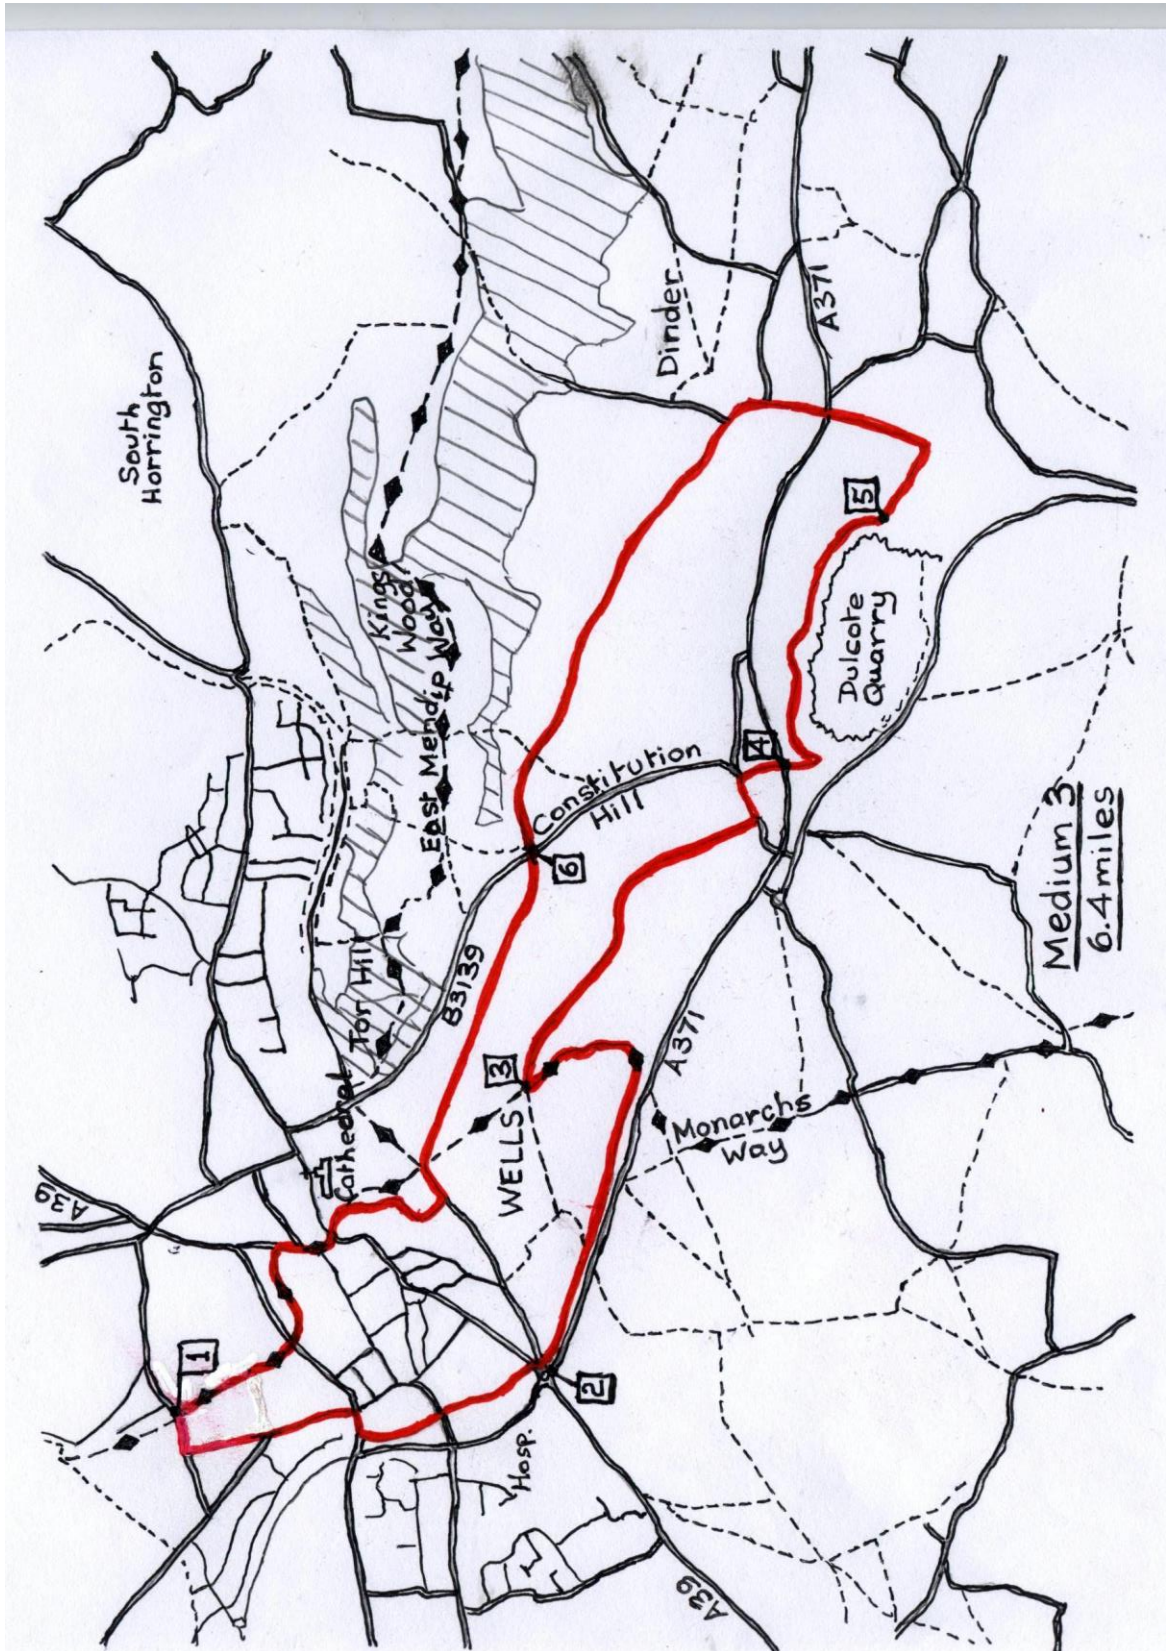 A39
South
Horrington
1
Cathedral
Tor Hill
Kings
Wood
East Mendip Way
B3139
3
WELLS
Hosp.
Constitution
Hill
6
2
Dinder
A371
Monarchs
Way
A39
4
A371
5
Dulcote
Quarry
Medium 3
6.4 miles